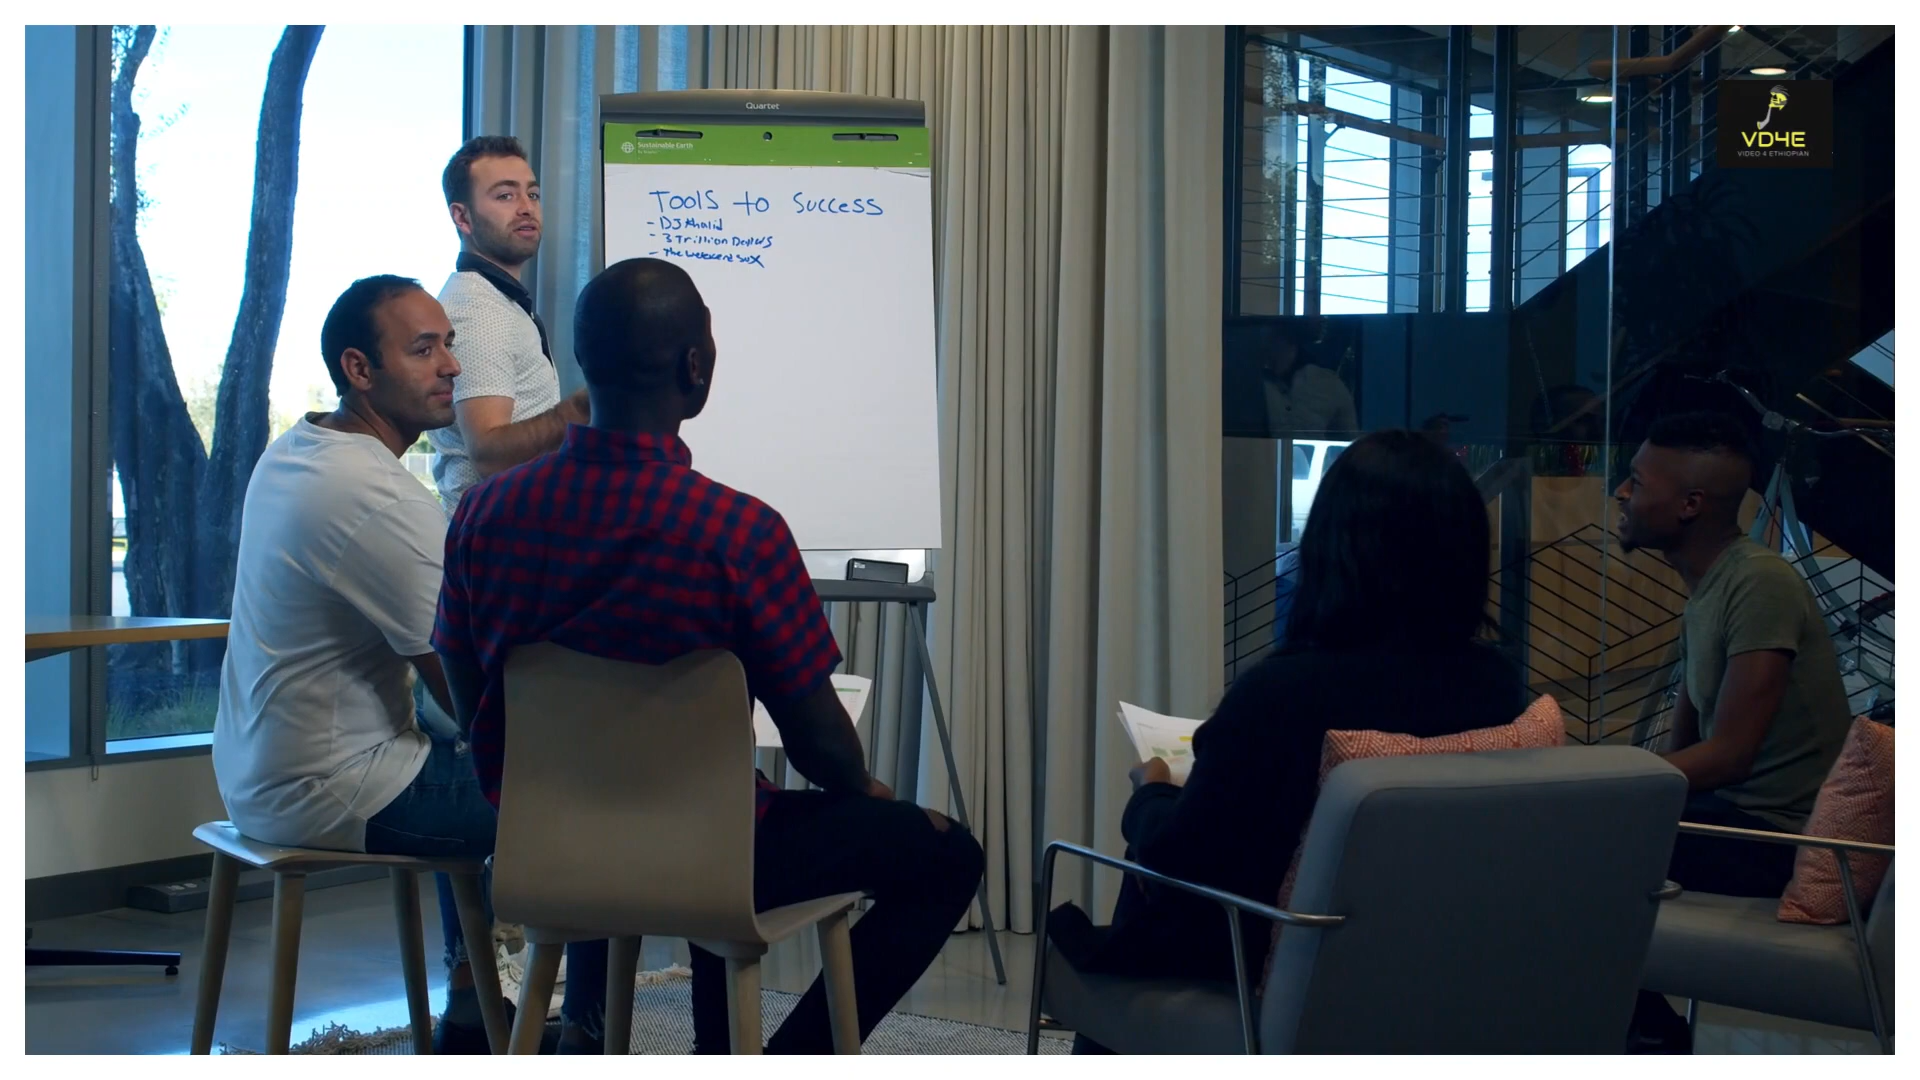 Quartet
Sustainable Earth
Tools to Success
- DJ Khalid
- 3 Trillion Dollars
- The weekend sux
VD4E
VIDEO 4 ETHIOPIAN